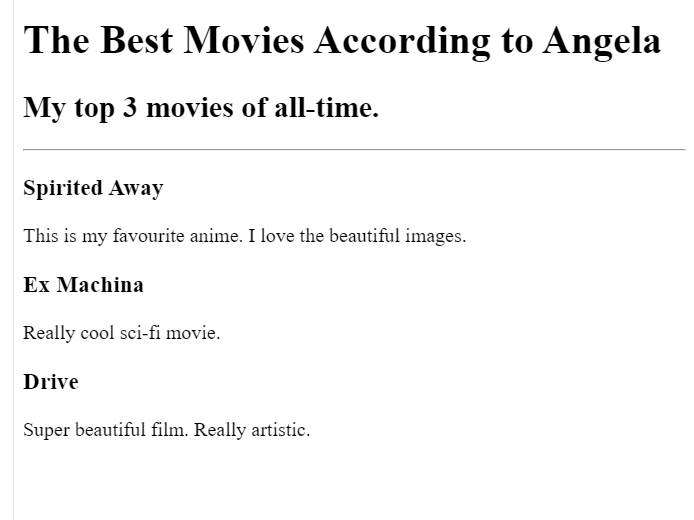 The Best Movies According to Angela
My top 3 movies of all-time.
Spirited Away
This is my favourite anime. I love the beautiful images.
Ex Machina
Really cool sci-fi movie.
Drive
Super beautiful film. Really artistic.